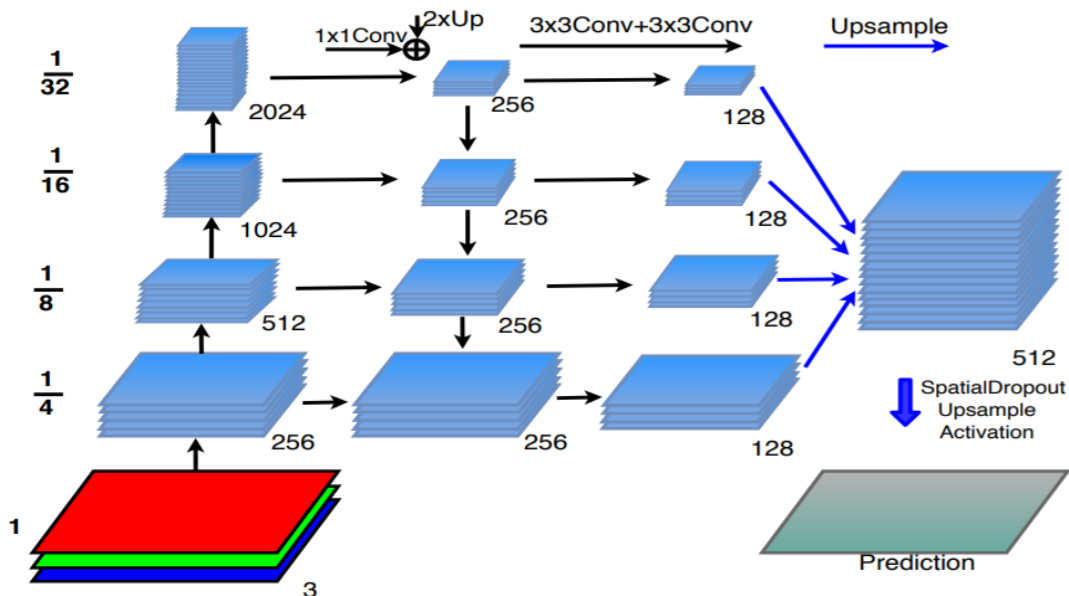 2xUp
1x1Conv
3x3Conv+3x3Conv
Upsample
1
32
2024
256
128
1
16
1024
256
128
1
8
512
256
128
512
1
4
256
256
128
SpatialDropout
Upsample
Activation
1
3
Prediction